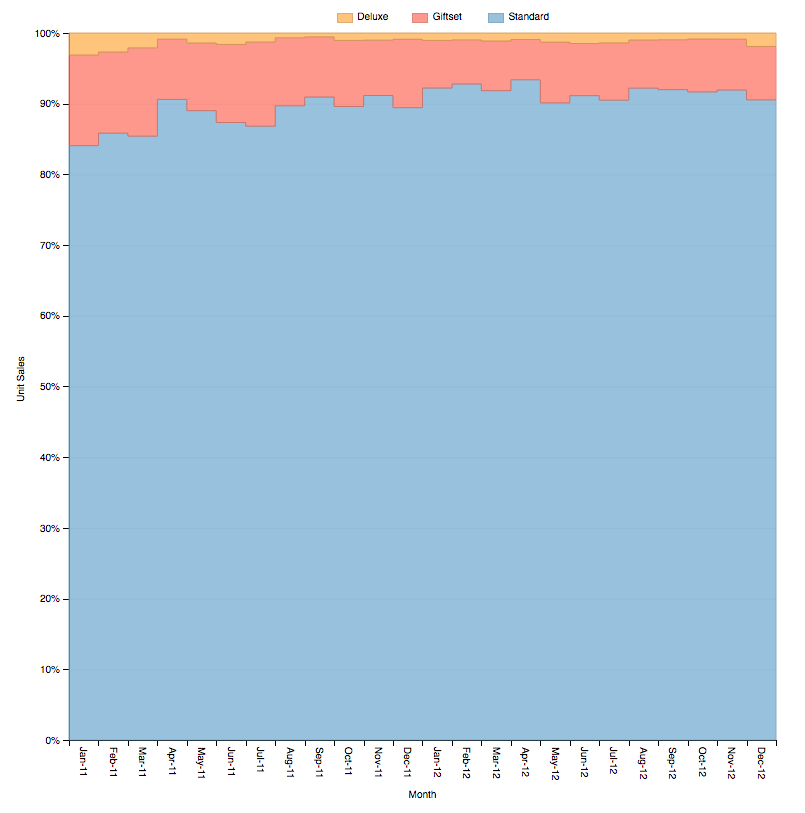 Deluxe Giftset Standard
100%
90%
80%
70%
60%
50%
40%
30%
20%
10%
0%
Unit Sales
Jan-11
Feb-11
Mar-11
Apr-11
May-11
Jun-11
Jul-11
Aug-11
Sep-11
Oct-11
Nov-11
Dec-11
Jan-12
Feb-12
Mar-12
Apr-12
May-12
Jun-12
Jul-12
Aug-12
Sep-12
Oct-12
Nov-12
Dec-12
Month